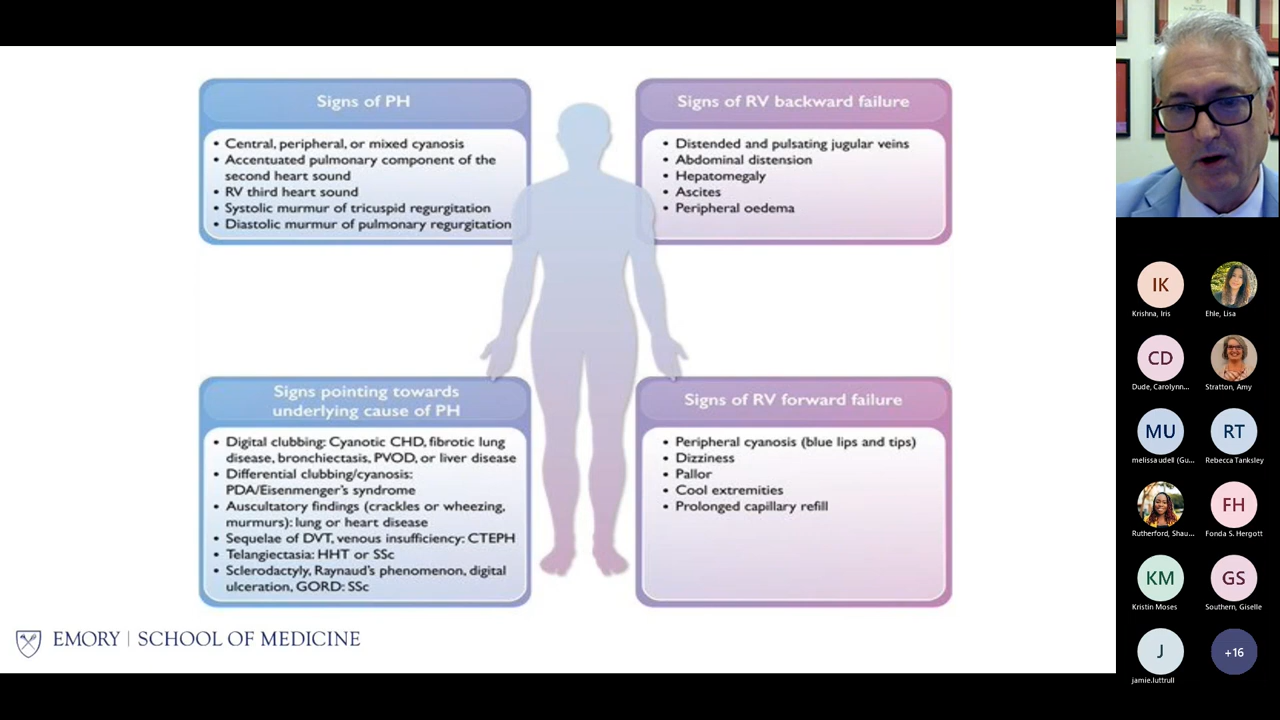 Signs of PH
• Central, peripheral, or mixed cyanosis
• Accentuated pulmonary component of the
second heart sound
• RV third heart sound
• Systolic murmur of tricuspid regurgitation
• Diastolic murmur of pulmonary regurgitation
Signs of RV backward failure
• Distended and pulsating jugular veins
• Abdominal distension
• Hepatomegaly
• Ascites
• Peripheral oedema
Signs pointing towards
underlying cause of PH
• Digital clubbing: Cyanotic CHD, fibrotic lung
disease, bronchiectasis, PVOD, or liver disease
• Differential clubbing/cyanosis:
PDA/Eisenmenger's syndrome
• Auscultatory findings (crackles or wheezing,
murmurs): lung or heart disease
• Sequelae of DVT, venous insufficiency: CTEPH
• Telangiectasia: HHT or SSc
• Sclerodactyly, Raynaud's phenomenon, digital
ulceration, GORD: SSc
Signs of RV forward failure
• Peripheral cyanosis (blue lips and tips)
• Dizziness
• Pallor
• Cool extremities
• Prolonged capillary refill
EMORY | SCHOOL OF MEDICINE
IK
Krishna, Iris
Ehle, Lisa
CD
Dude, Carolynn...
Stratton, Amy
MU
melissa udell (Gu...
RT
Rebecca Tanksley
Rutherford, Shau...
FH
Fonda S. Hergott
KM
Kristin Moses
GS
Southern, Giselle
J
jamie.luttrull
+16